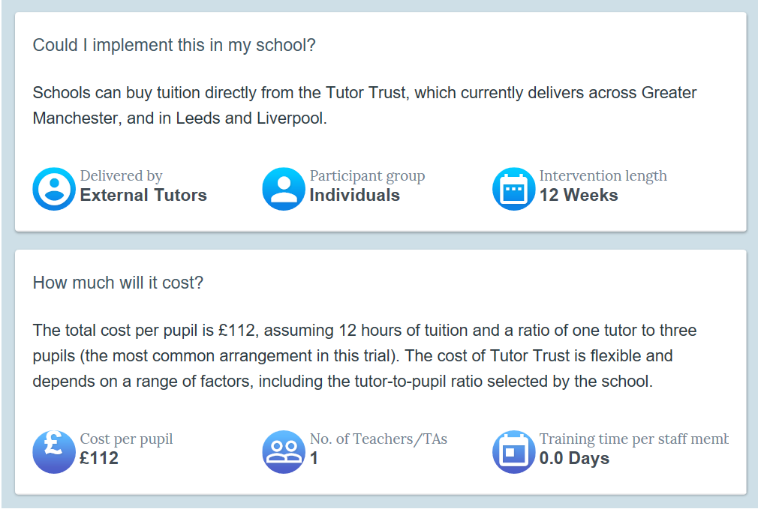 Could I implement this in my school?
Schools can buy tuition directly from the Tutor Trust, which currently delivers across Greater
Manchester, and in Leeds and Liverpool.
Delivered by
External Tutors
Participant group
Individuals
Intervention length
12 Weeks
How much will it cost?
The total cost per pupil is £112, assuming 12 hours of tuition and a ratio of one tutor to three
pupils (the most common arrangement in this trial). The cost of Tutor Trust is flexible and
depends on a range of factors, including the tutor-to-pupil ratio selected by the school.
£
Cost per pupil
£112
No. of Teachers/TAs
1
Training time per staff memb
0.0 Days